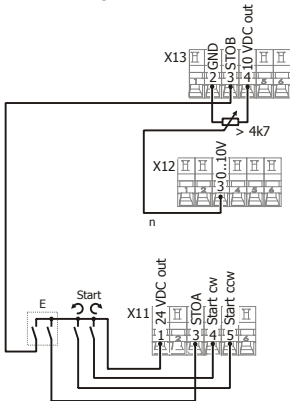 X13
GND
STOB
10 VDC out
1 2 3 4 5 6
> 4k7
X12
0...10V
1 2 3 4 5 6
n
E
Start
X11
24 VDC out
STOA
Start cw
Start ccw
1 2 3 4 5 6